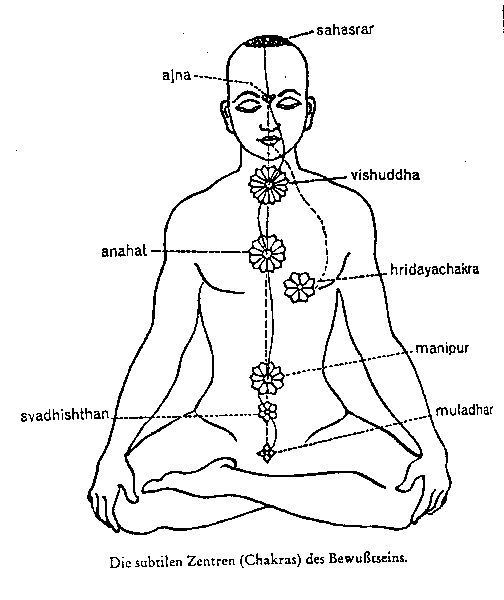 sahasrar
ajna
vishuddha
anahat
hridayachakra
manipur
svadhishthan
muladhar
Die subtilen Zentren (Chakras) des Bewußtseins.